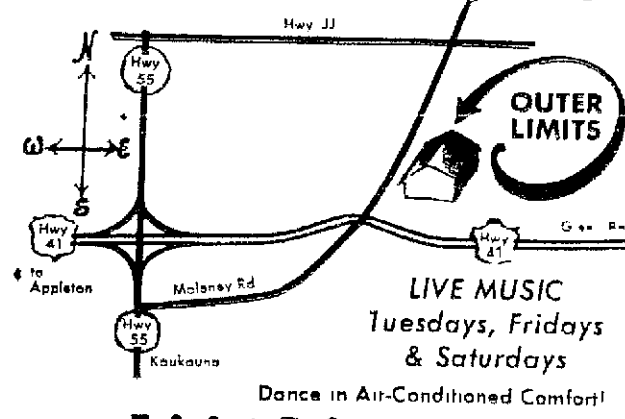 Hwy JJ
N
Hwy
55
OUTER
LIMITS
W E
S
Hwy
41
Hwy
41
to
Appleton
Maloney Rd
LIVE MUSIC
Tuesdays, Fridays
& Saturdays
Hwy
55
Kaukauna
Dance in Air-Conditioned Comfort!